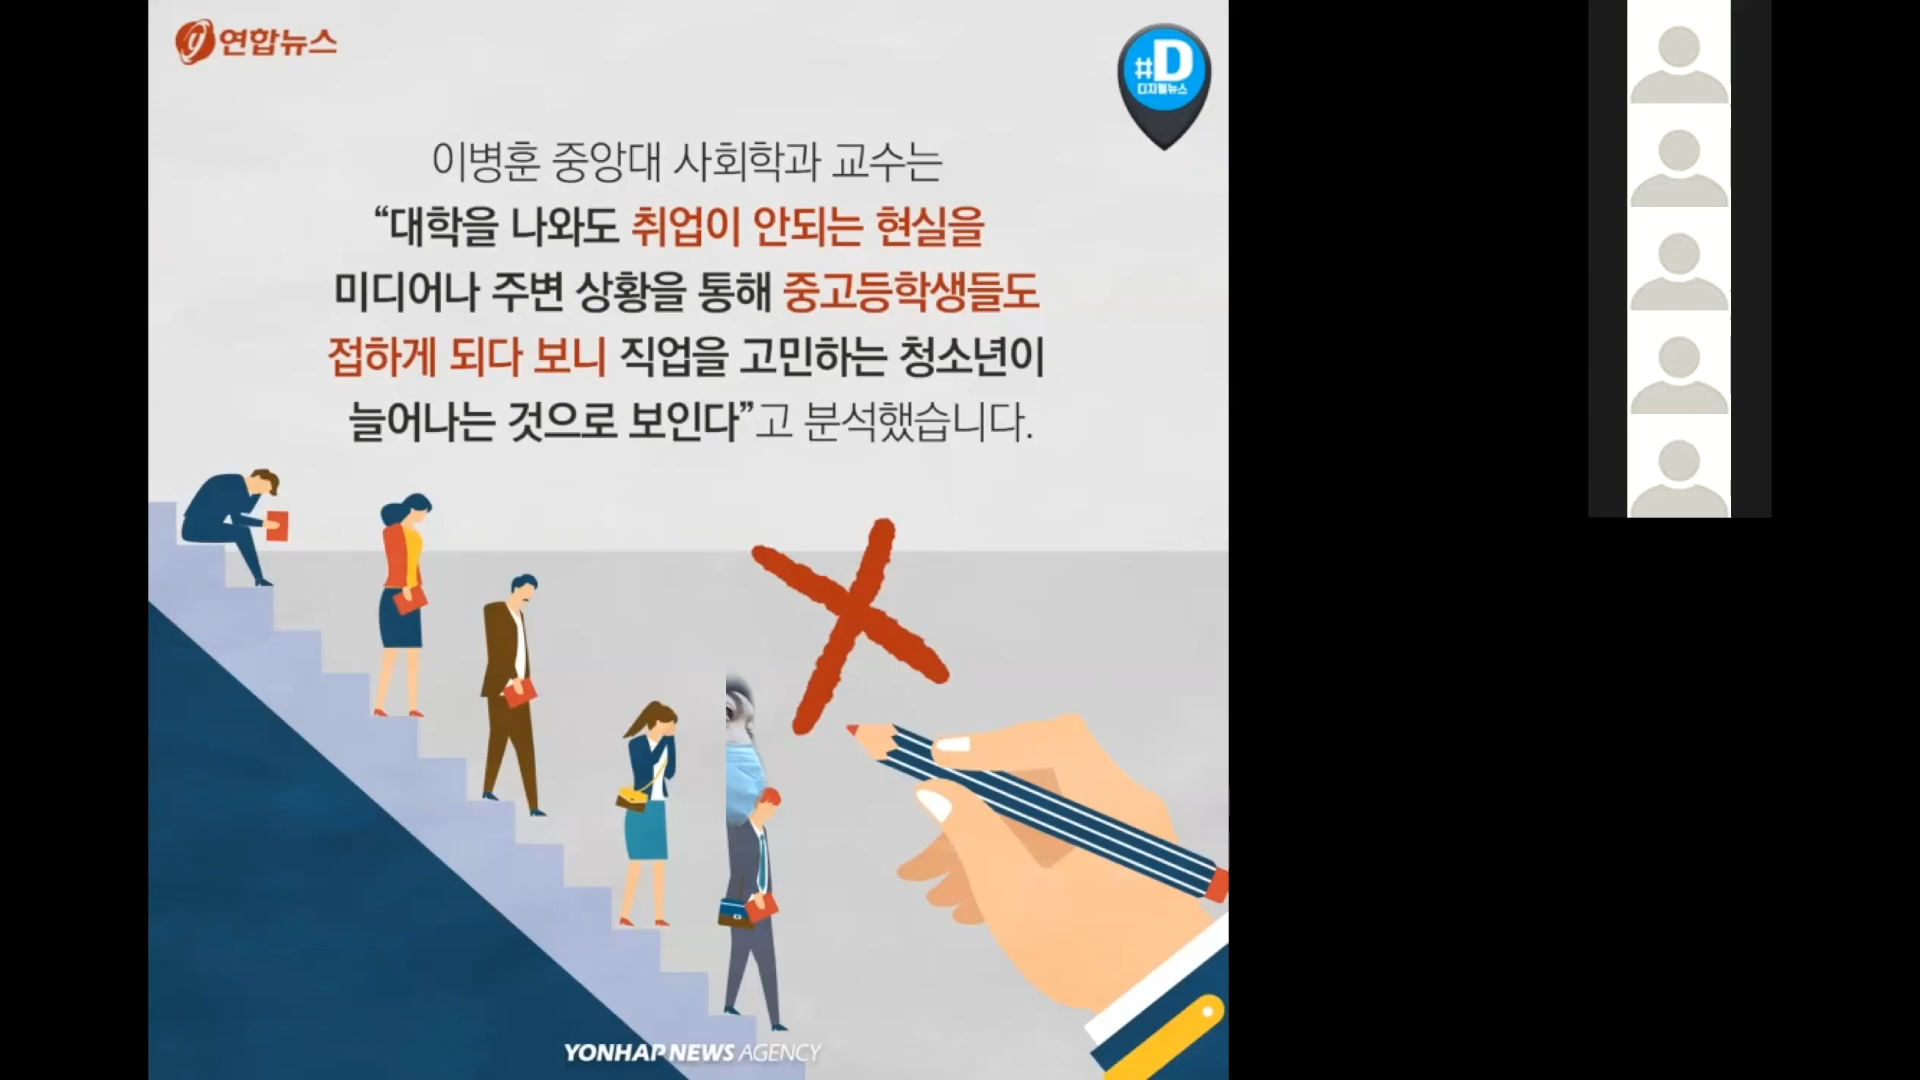 연합뉴스
#D
디지털뉴스
이병훈 중앙대 사회학과 교수는
“대학을 나와도 취업이 안되는 현실을
미디어나 주변 상황을 통해 중고등학생들도
접하게 되다 보니 직업을 고민하는 청소년이
늘어나는 것으로 보인다”고 분석했습니다.
YONHAP NEWS AGENCY